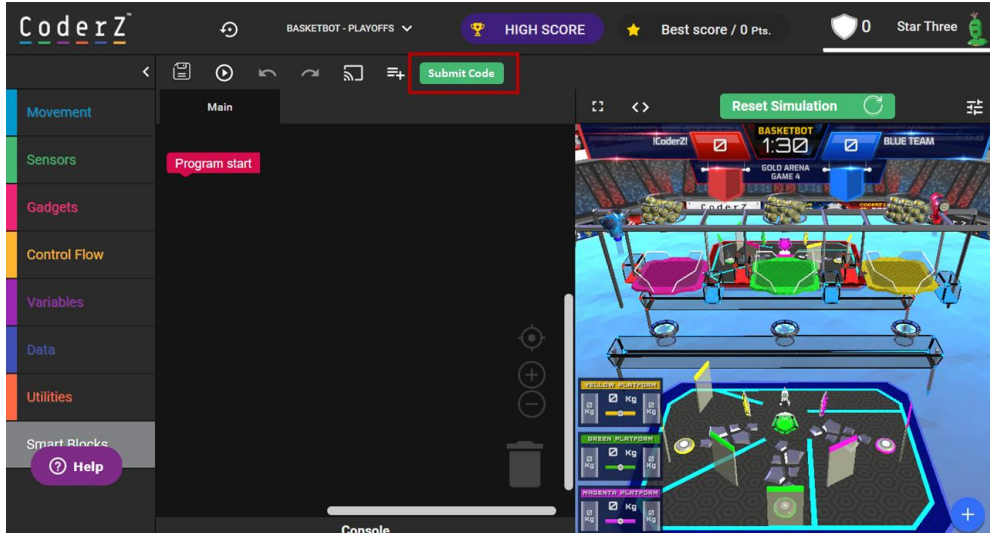 CoderZ™
BASKETBOT - PLAYOFFS
HIGH SCORE
Best score / 0 Pts.
0
Star Three
Submit Code
Movement
Sensors
Gadgets
Control Flow
Variables
Data
Utilities
Smart Blocks
Help
Main
Program start
Console
Reset Simulation
BASKETBOT
!CoderZ!
0
1:30
0
BLUE TEAM
GOLD ARENA
GAME 4
CoderZ
YELLOW PLATFORM
0 Kg
0 Kg
0 Kg
GREEN PLATFORM
0 Kg
0 Kg
0 Kg
MAGENTA PLATFORM
0 Kg
0 Kg
0 Kg